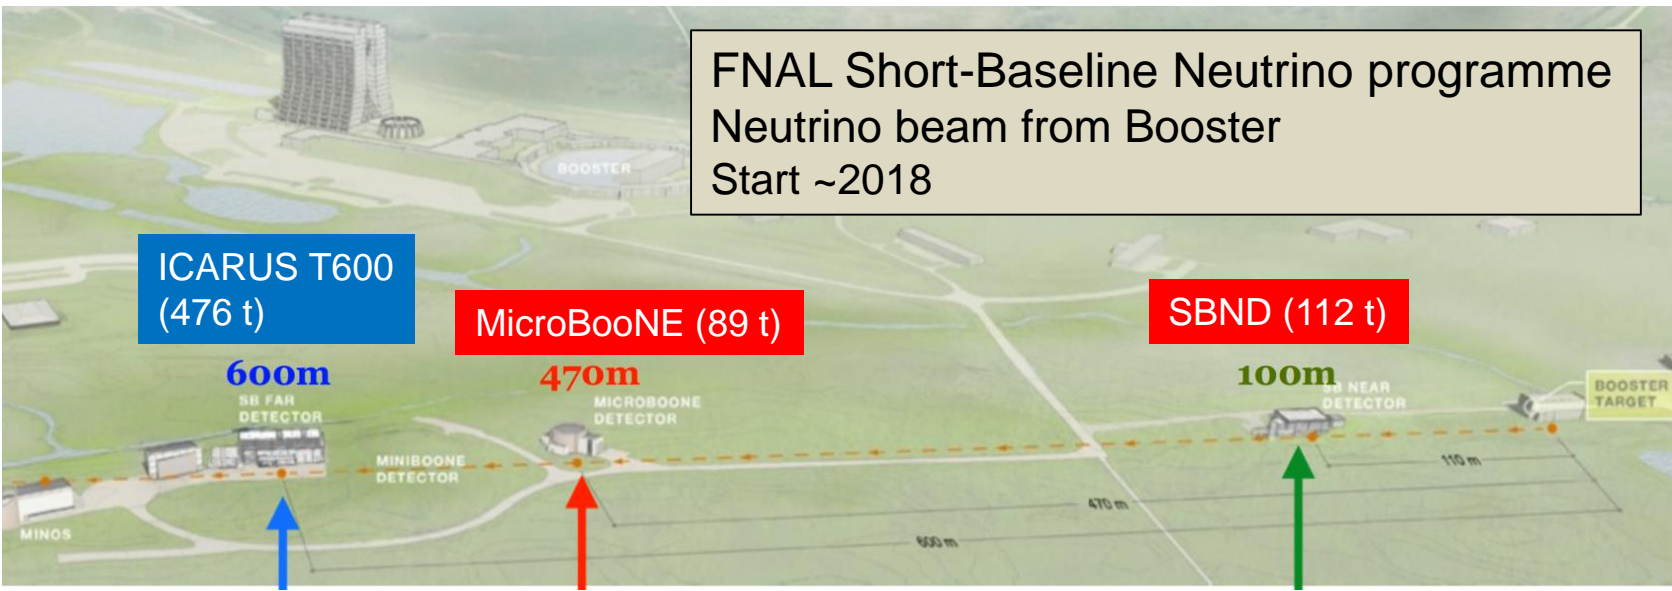 FNAL Short-Baseline Neutrino programme
Neutrino beam from Booster
Start ~2018
BOOSTER
ICARUS T600
(476 t)
MicroBooNE (89 t)
SBND (112 t)
600m
470m
100m
SB FAR
DETECTOR
MICROBOONE
DETECTOR
SB NEAR
DETECTOR
BOOSTER
TARGET
MINIBOONE
DETECTOR
110 m
470 m
600 m
MINOS